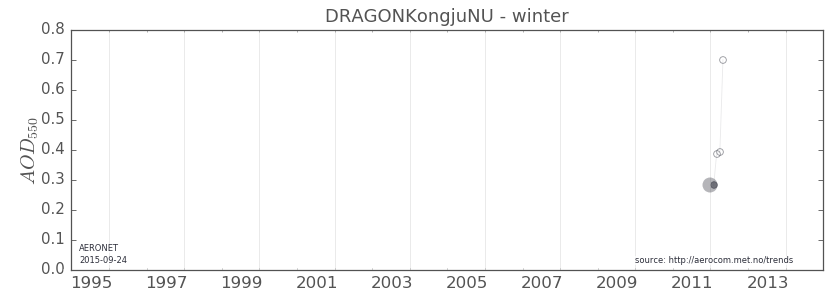 DRAGONKongjuNU - winter
0.8
0.7
0.6
0.5
0.4
0.3
0.2
0.1
0.0
AOD550
AERONET
2015-09-24
source: http://aerocom.met.no/trends
1995 1997 1999 2001 2003 2005 2007 2009 2011 2013